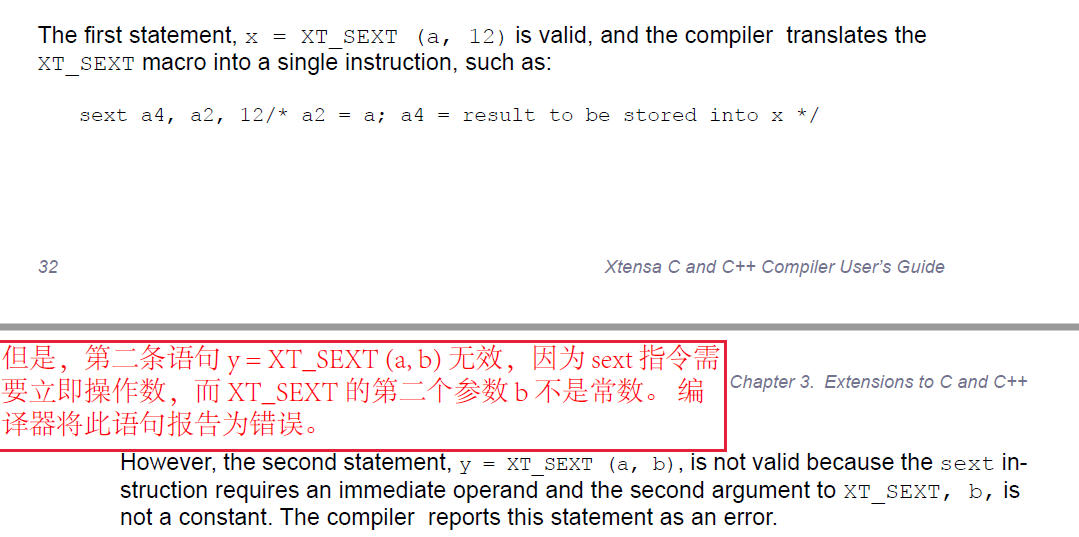 The first statement, x = XT_SEXT (a, 12) is valid, and the compiler translates the
XT_SEXT macro into a single instruction, such as:
sext a4, a2, 12/* a2 = a; a4 = result to be stored into x */
32
Xtensa C and C++ Compiler User's Guide
但是，第二条语句 y = XT_SEXT (a, b) 无效，因为 sext 指令需
要立即操作数，而 XT_SEXT 的第二个参数 b 不是常数。 编
译器将此语句报告为错误。
Chapter 3. Extensions to C and C++
However, the second statement, y = XT_SEXT (a, b), is not valid because the sext in-
struction requires an immediate operand and the second argument to XT_SEXT, b, is
not a constant. The compiler reports this statement as an error.